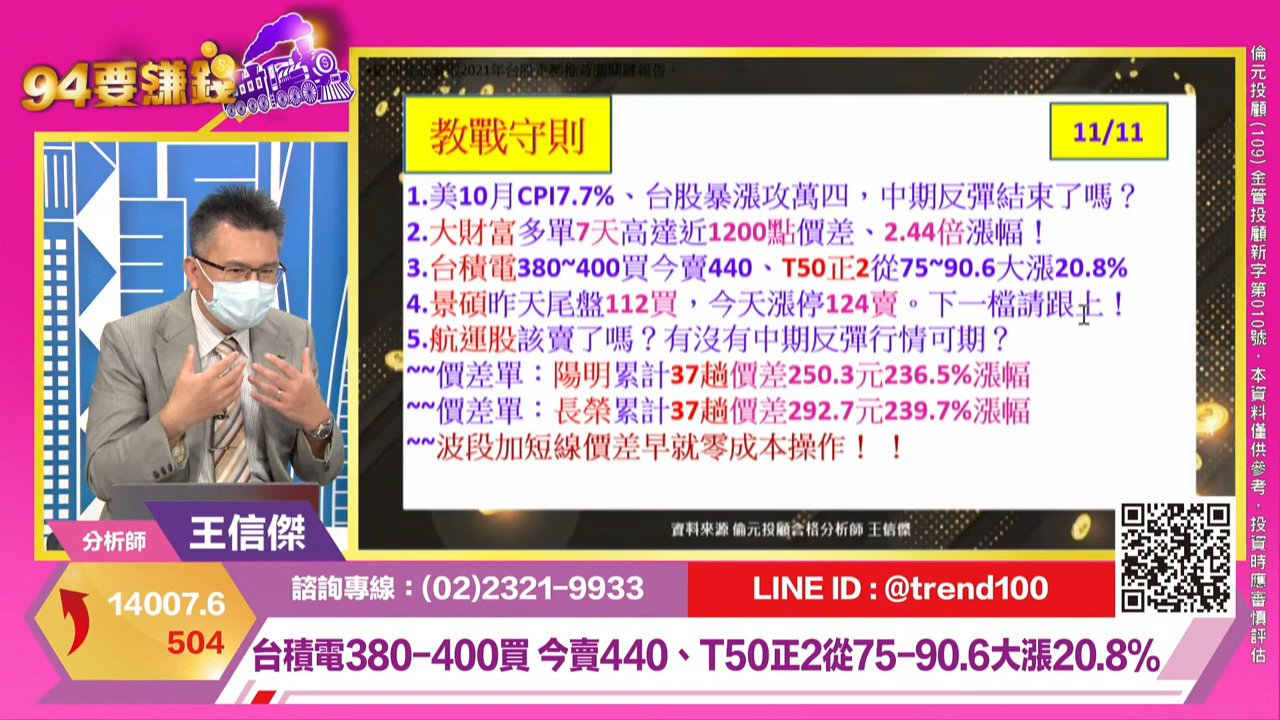 94要賺錢
2021年台股走勢
教戰守則
11/11
1.美10月CPI7.7%、台股暴漲攻萬四，中期反彈結束了嗎？
2.大財富多單7天高達近1200點價差、2.44倍漲幅！
3.台積電380~400買今賣440、T50正2從75~90.6大漲20.8%
4.景碩昨天尾盤112買，今天漲停124賣。下一檔請跟上！
5.航運股該賣了嗎？有沒有中期反彈行情可期？
~~價差單：陽明累計37趟價差250.3元236.5%漲幅
~~價差單：長榮累計37趟價差292.7元239.7%漲幅
~~波段加短線價差早就零成本操作！ ！
資料來源 倫元投顧合格分析師 王信傑
倫元投顧(109)金管投顧新字第010號．本資料僅供參考．投資時應審慎評估
分析師
王信傑
諮詢專線：(02)2321-9933
LINE ID : @trend100
14007.6
504
台積電380-400買 今賣440、T50正2從75-90.6大漲20.8%